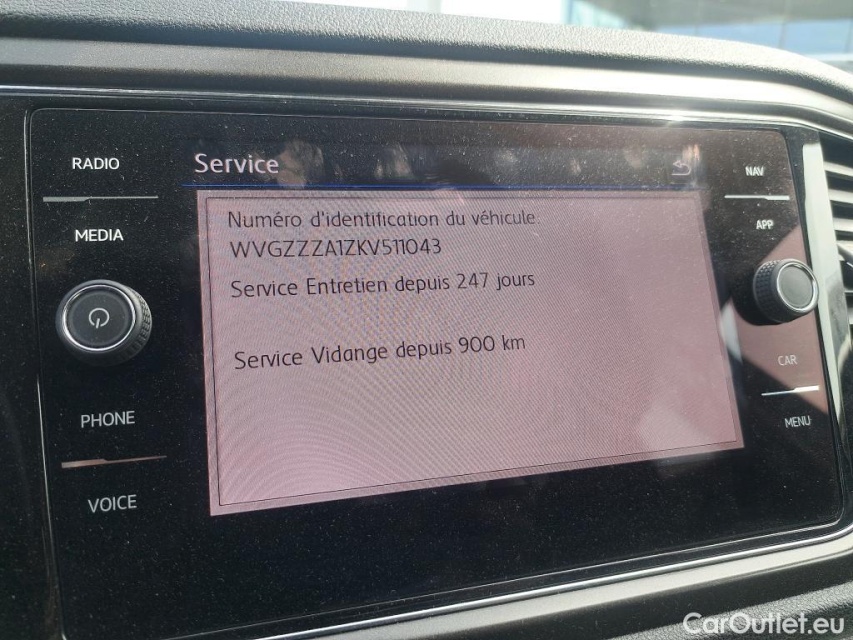 RADIO
MEDIA
PHONE
VOICE
Service
Numéro d'identification du véhicule:
WVGZZZA1ZKV511043
Service Entretien depuis 247 jours
Service Vidange depuis 900 km
NAV
APP
CAR
MENU
CarOutlet.eu